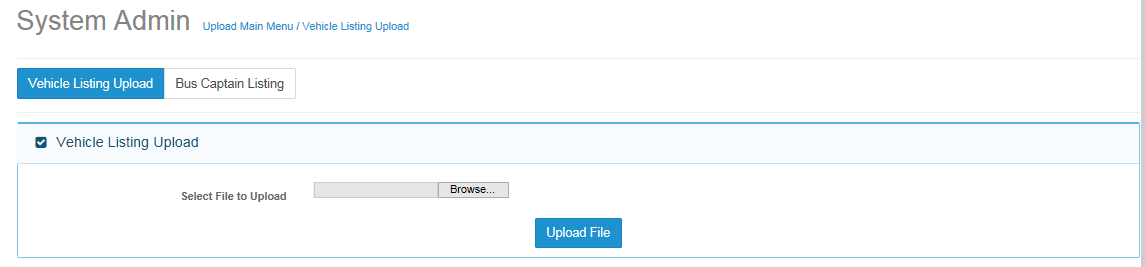 System Admin Upload Main Menu / Vehicle Listing Upload
Vehicle Listing Upload Bus Captain Listing
Vehicle Listing Upload
Select File to Upload Browse...
Upload File